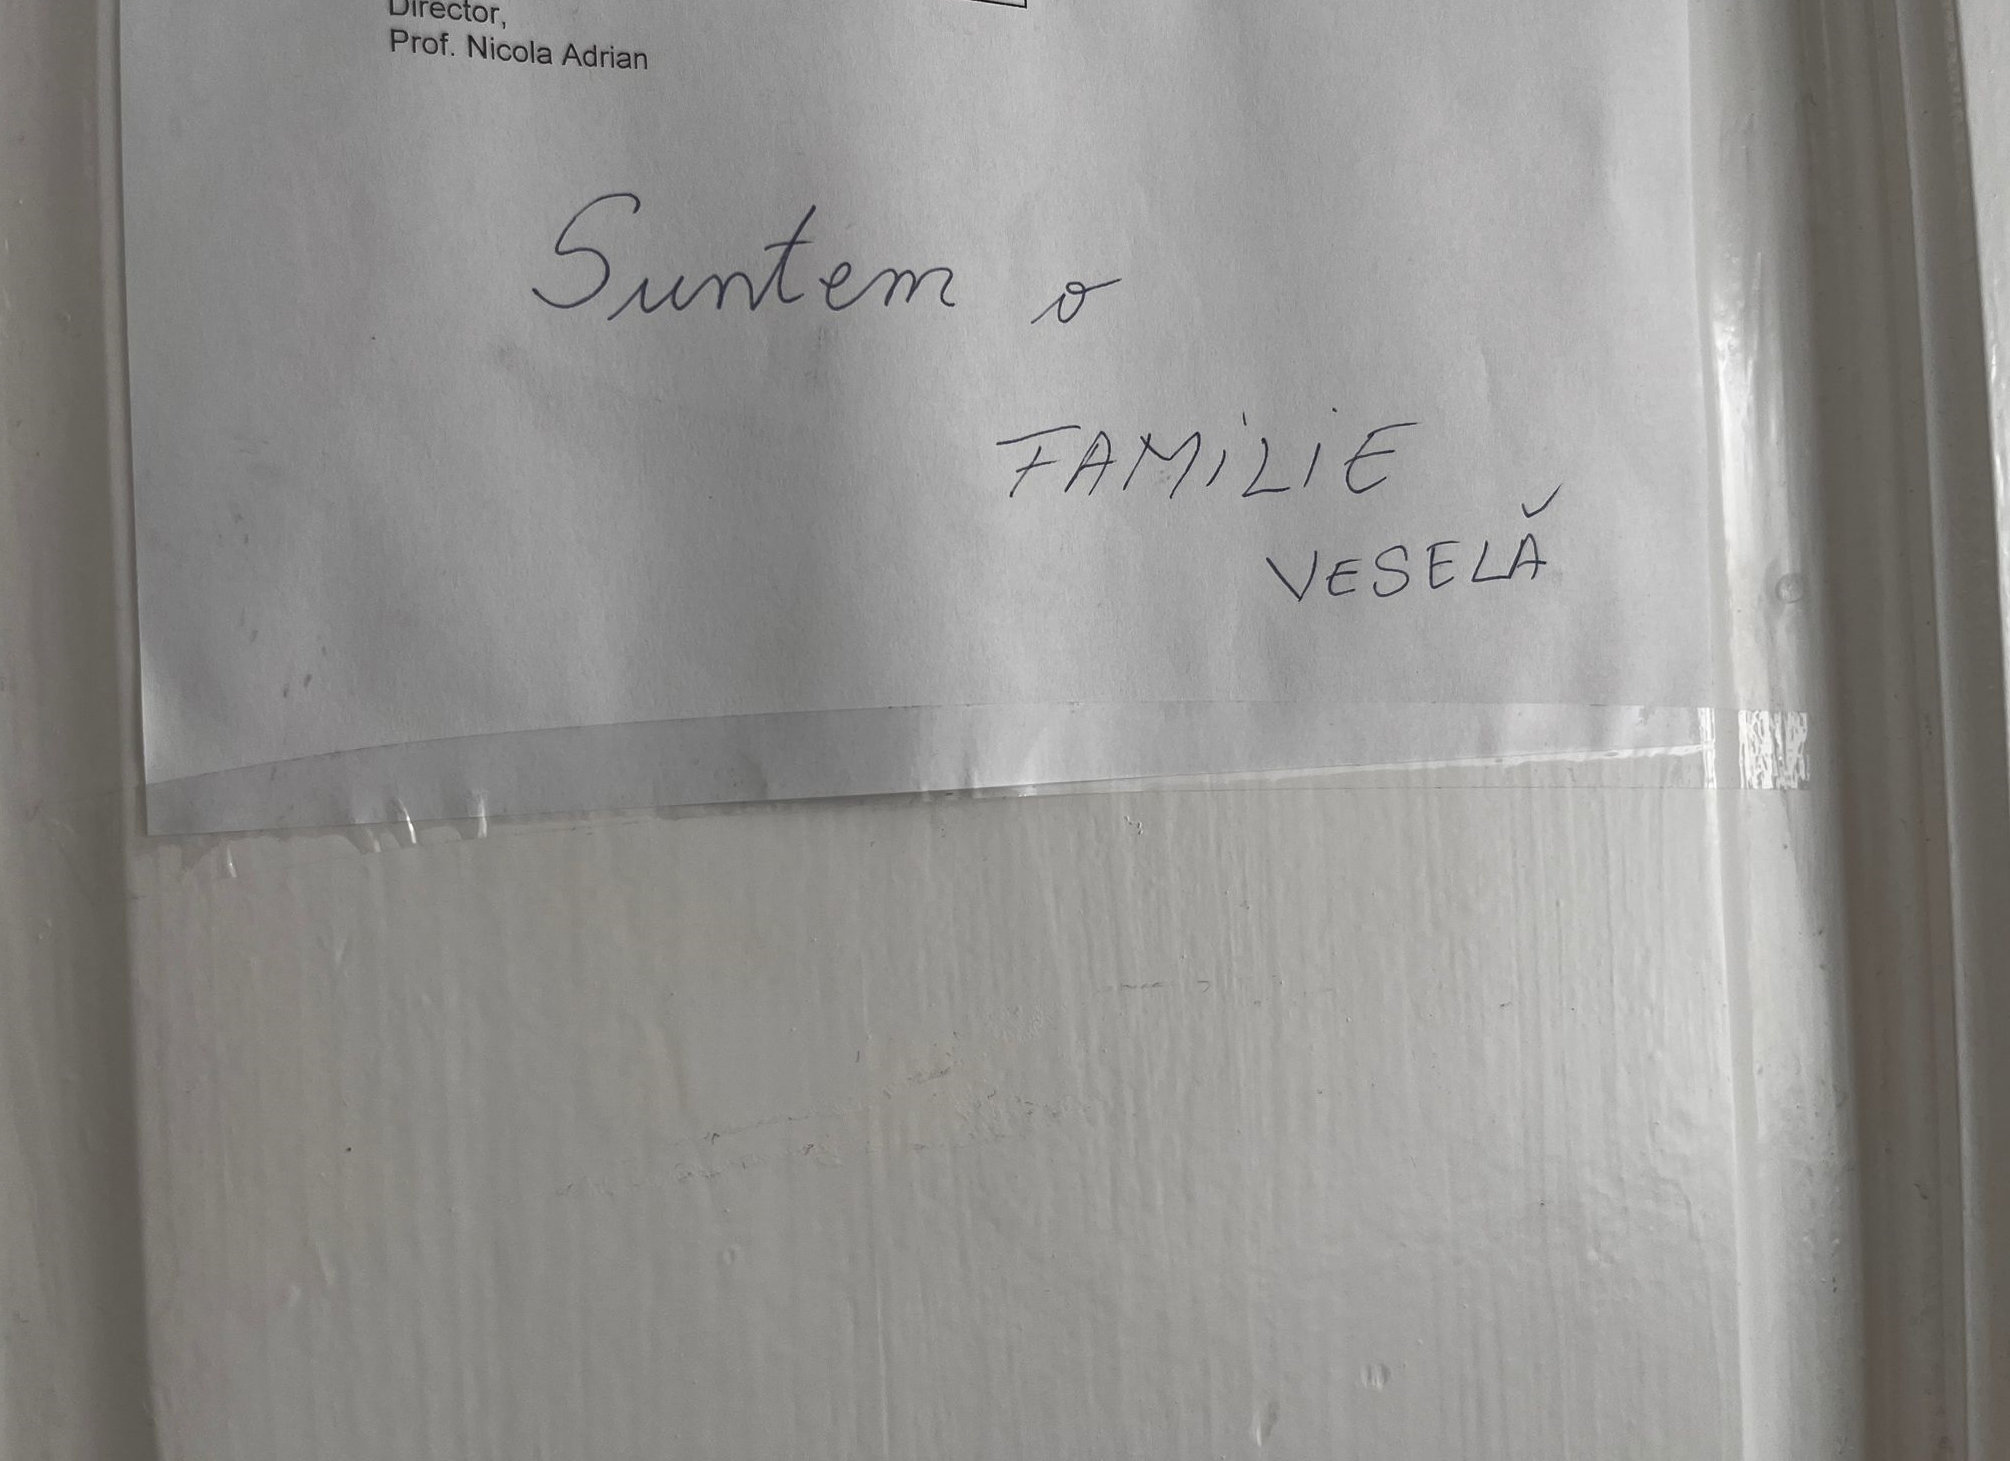 Director,
Prof. Nicola Adrian
Suntem o
FAMiLiE
VESELĂ